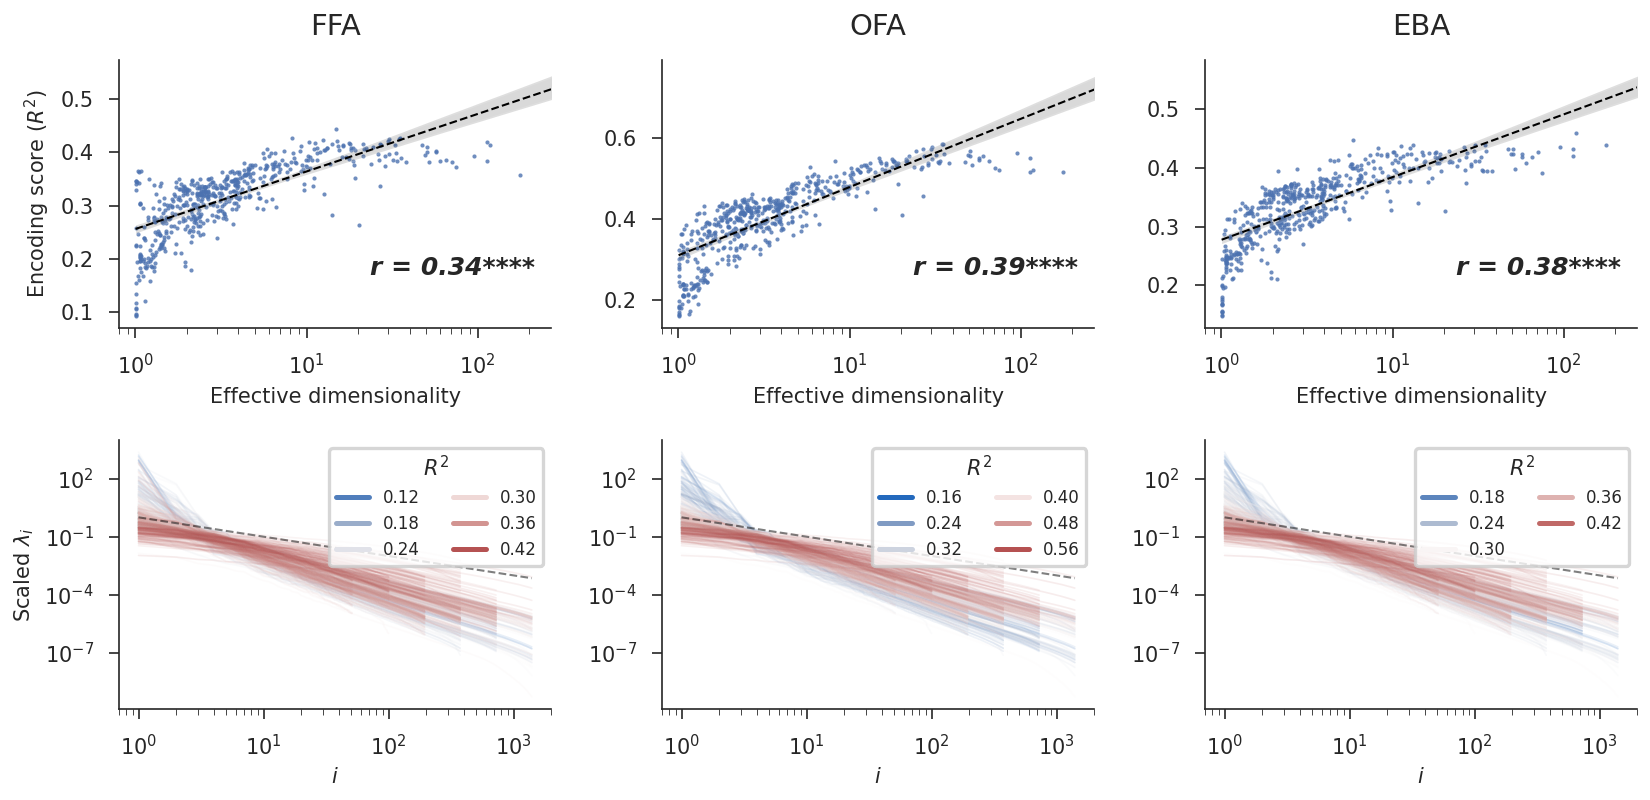 FFA
OFA
EBA
Encoding score (R²)
0.5
0.4
0.3
0.2
0.1
r = 0.34****
10⁰ 10¹ 10²
Effective dimensionality
0.6
0.4
0.2
r = 0.39****
10⁰ 10¹ 10²
Effective dimensionality
0.5
0.4
0.3
0.2
r = 0.38****
10⁰ 10¹ 10²
Effective dimensionality
Scaled λᵢ
10²
10⁻¹
10⁻⁴
10⁻⁷
R²
0.12 0.30
0.18 0.36
0.24 0.42
10⁰ 10¹ 10² 10³
i
10²
10⁻¹
10⁻⁴
10⁻⁷
R²
0.16 0.40
0.24 0.48
0.32 0.56
10⁰ 10¹ 10² 10³
i
10²
10⁻¹
10⁻⁴
10⁻⁷
R²
0.18 0.36
0.24 0.42
0.30
10⁰ 10¹ 10² 10³
i